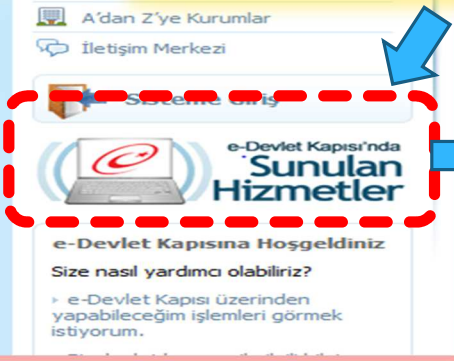 A'dan Z'ye Kurumlar
İletişim Merkezi
Sisteme Giriş
e-Devlet Kapısı'nda
Sunulan
Hizmetler
e-Devlet Kapısına Hoşgeldiniz
Size nasıl yardımcı olabiliriz?
e-Devlet Kapısı üzerinden
yapabileceğim işlemleri görmek
istiyorum.